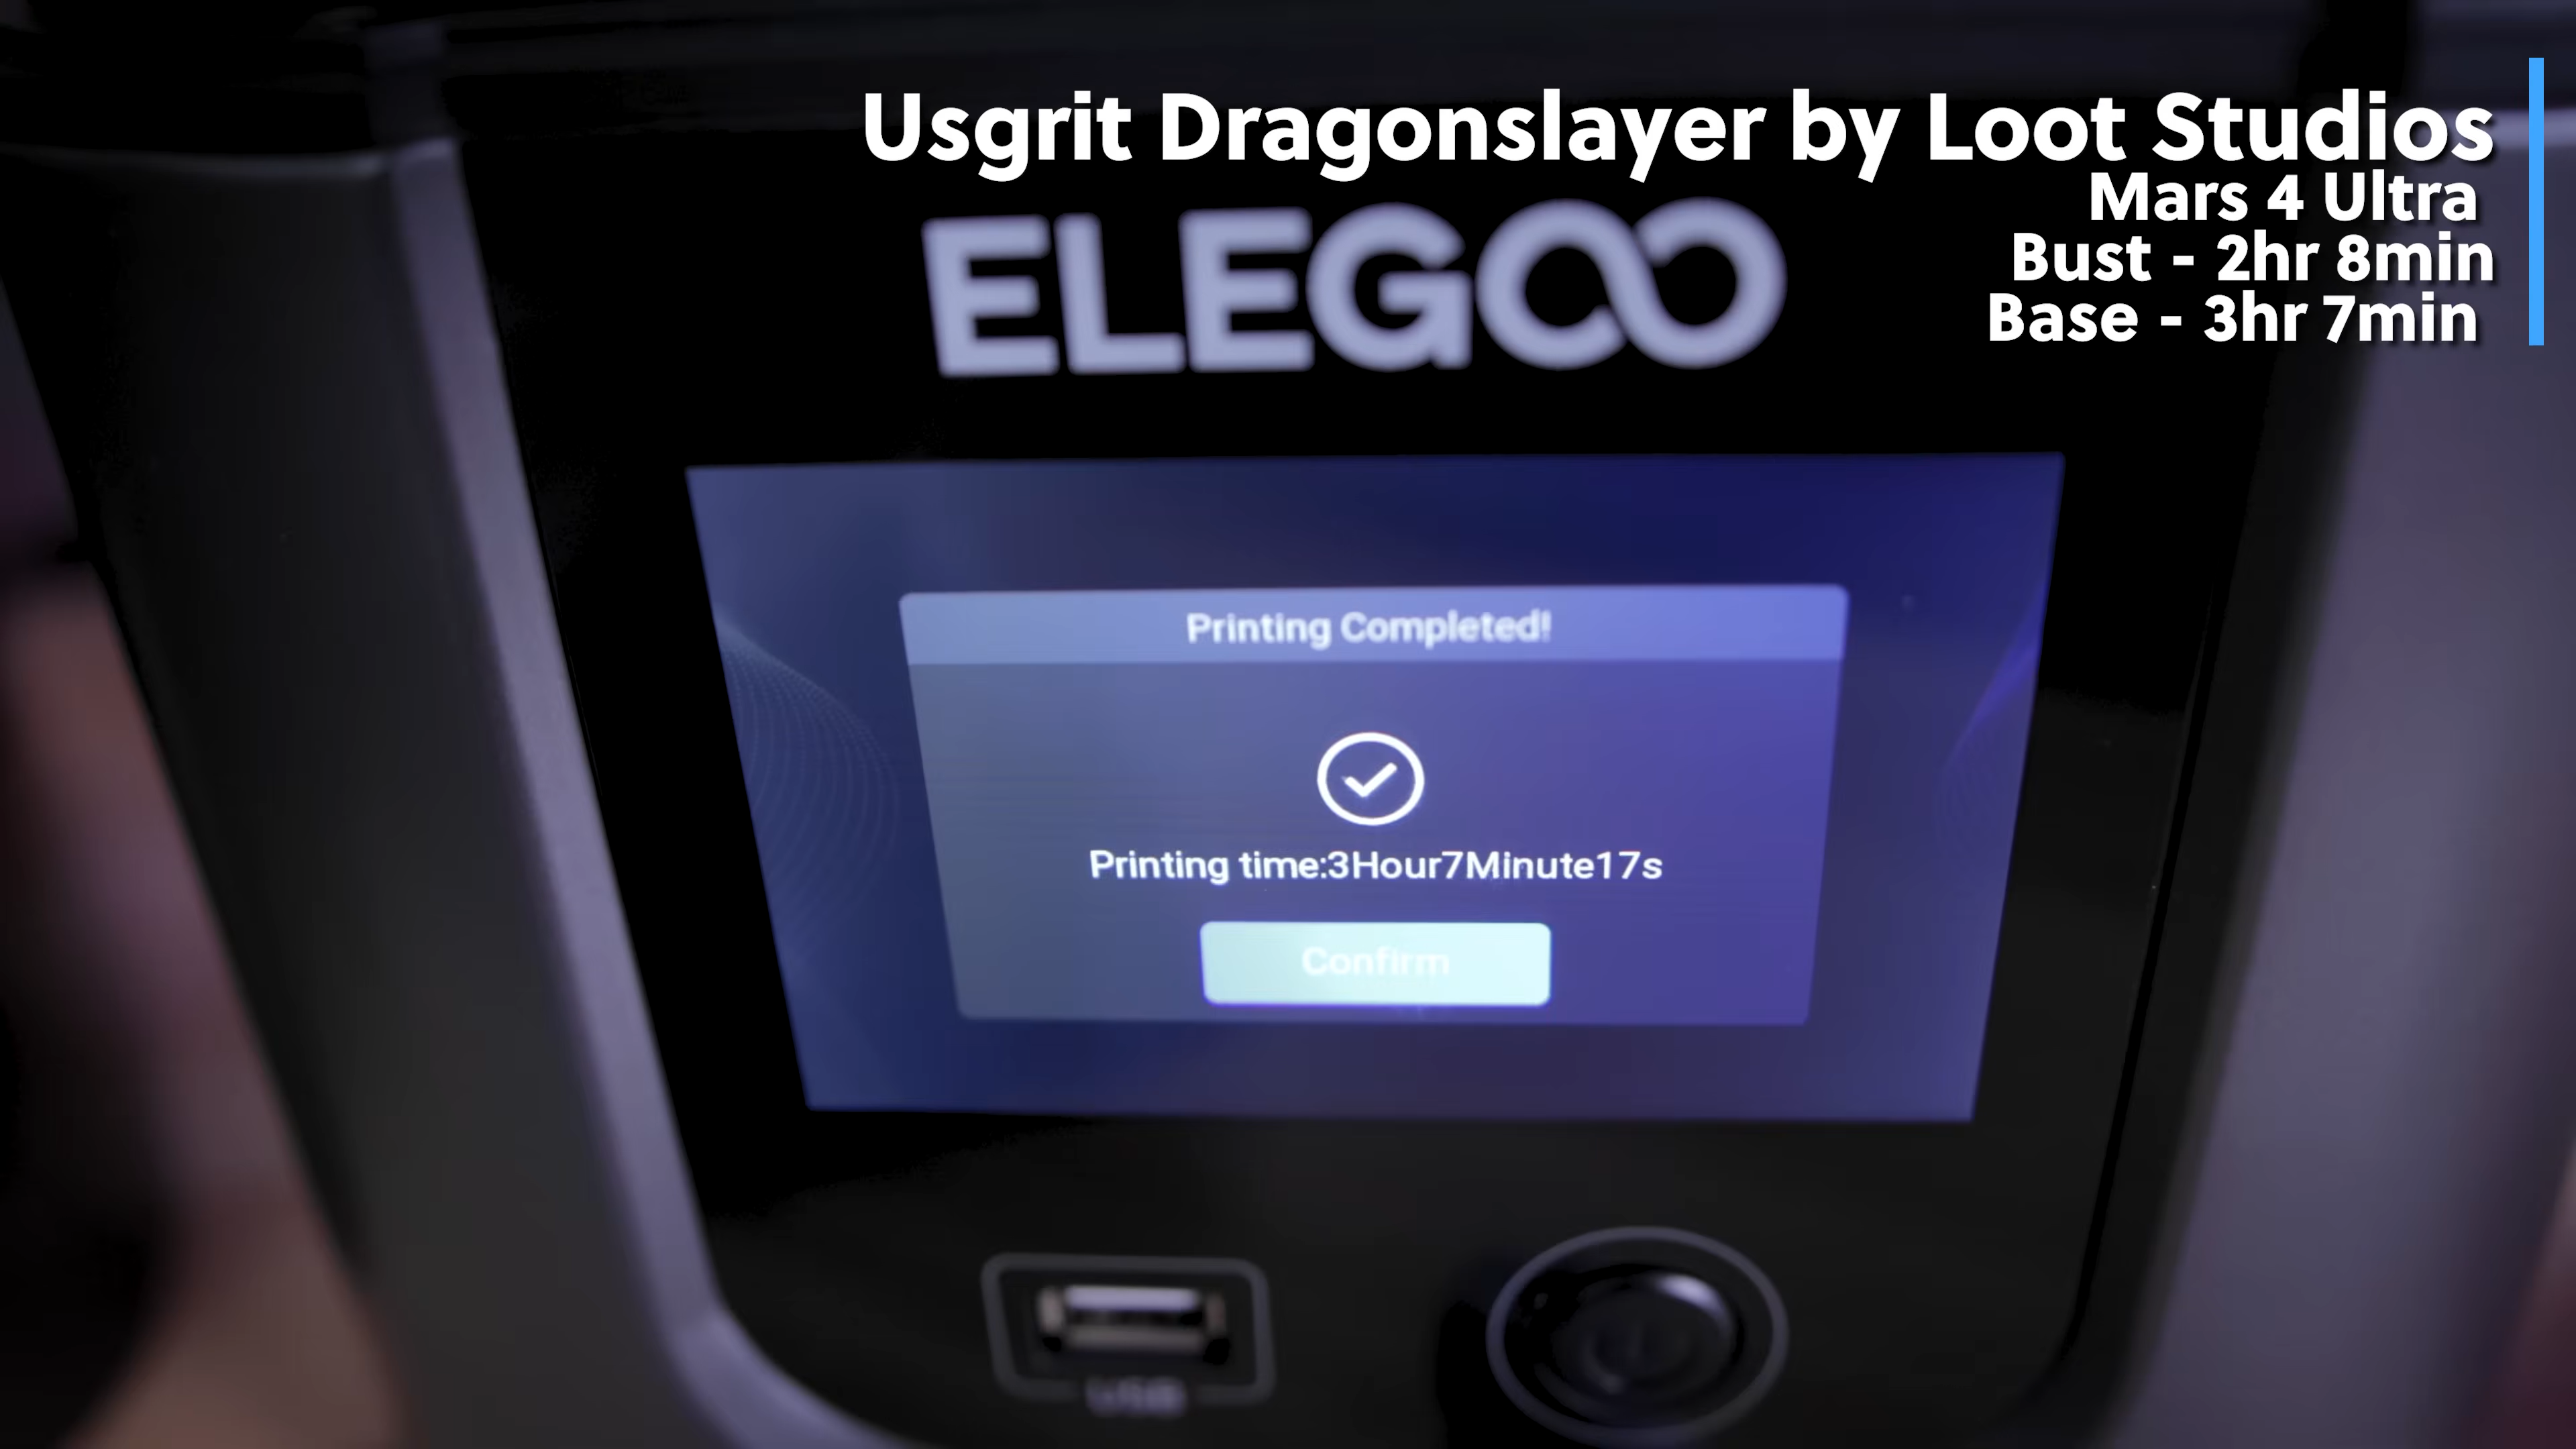 Usgrit Dragonslayer by Loot Studios
Mars 4 Ultra
Bust - 2hr 8min
Base - 3hr 7min
ELEGOO
Printing Completed!
Printing time:3Hour7Minute17s
Confirm
USB